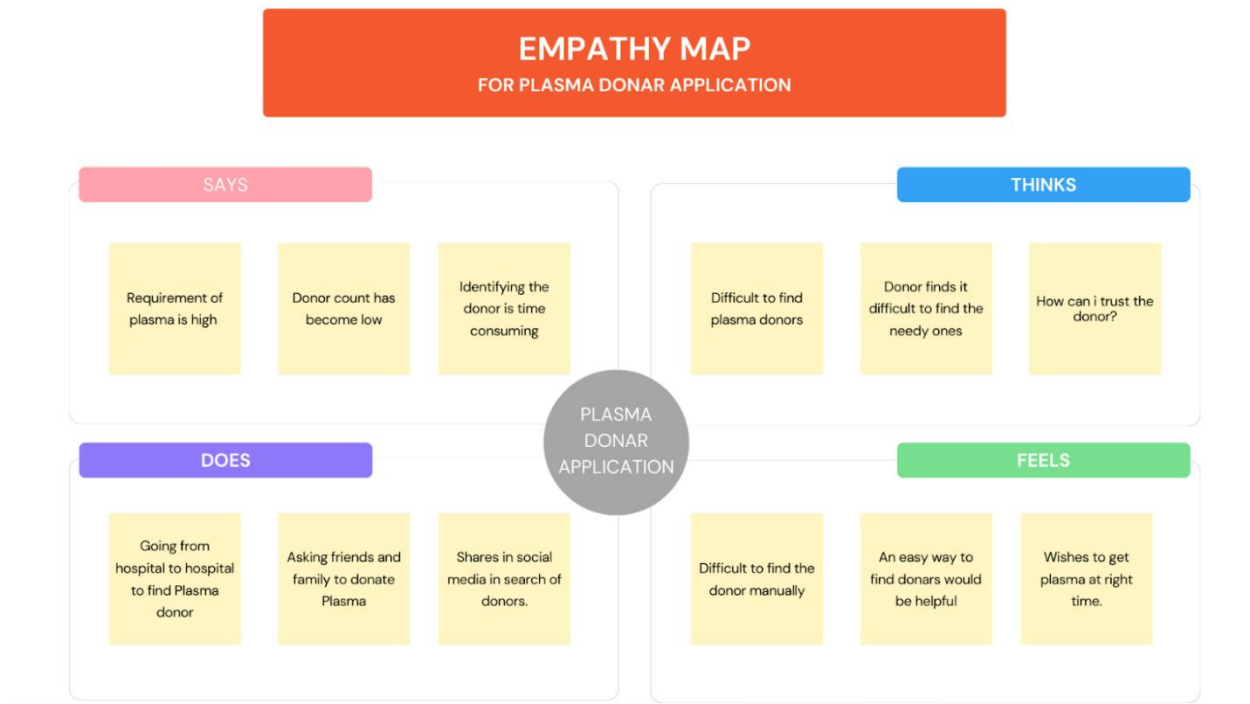 EMPATHY MAP
FOR PLASMA DONAR APPLICATION
SAYS
Requirement of
plasma is high
Donor count has
become low
Identifying the
donor is time
consuming
THINKS
Difficult to find
plasma donors
Donor finds it
difficult to find the
needy ones
How can i trust the
donor?
PLASMA
DONAR
APPLICATION
DOES
Going from
hospital to hospital
to find Plasma
donor
Asking friends and
family to donate
Plasma
Shares in social
media in search of
donors.
FEELS
Difficult to find the
donor manually
An easy way to
find donars would
be helpful
Wishes to get
plasma at right
time.